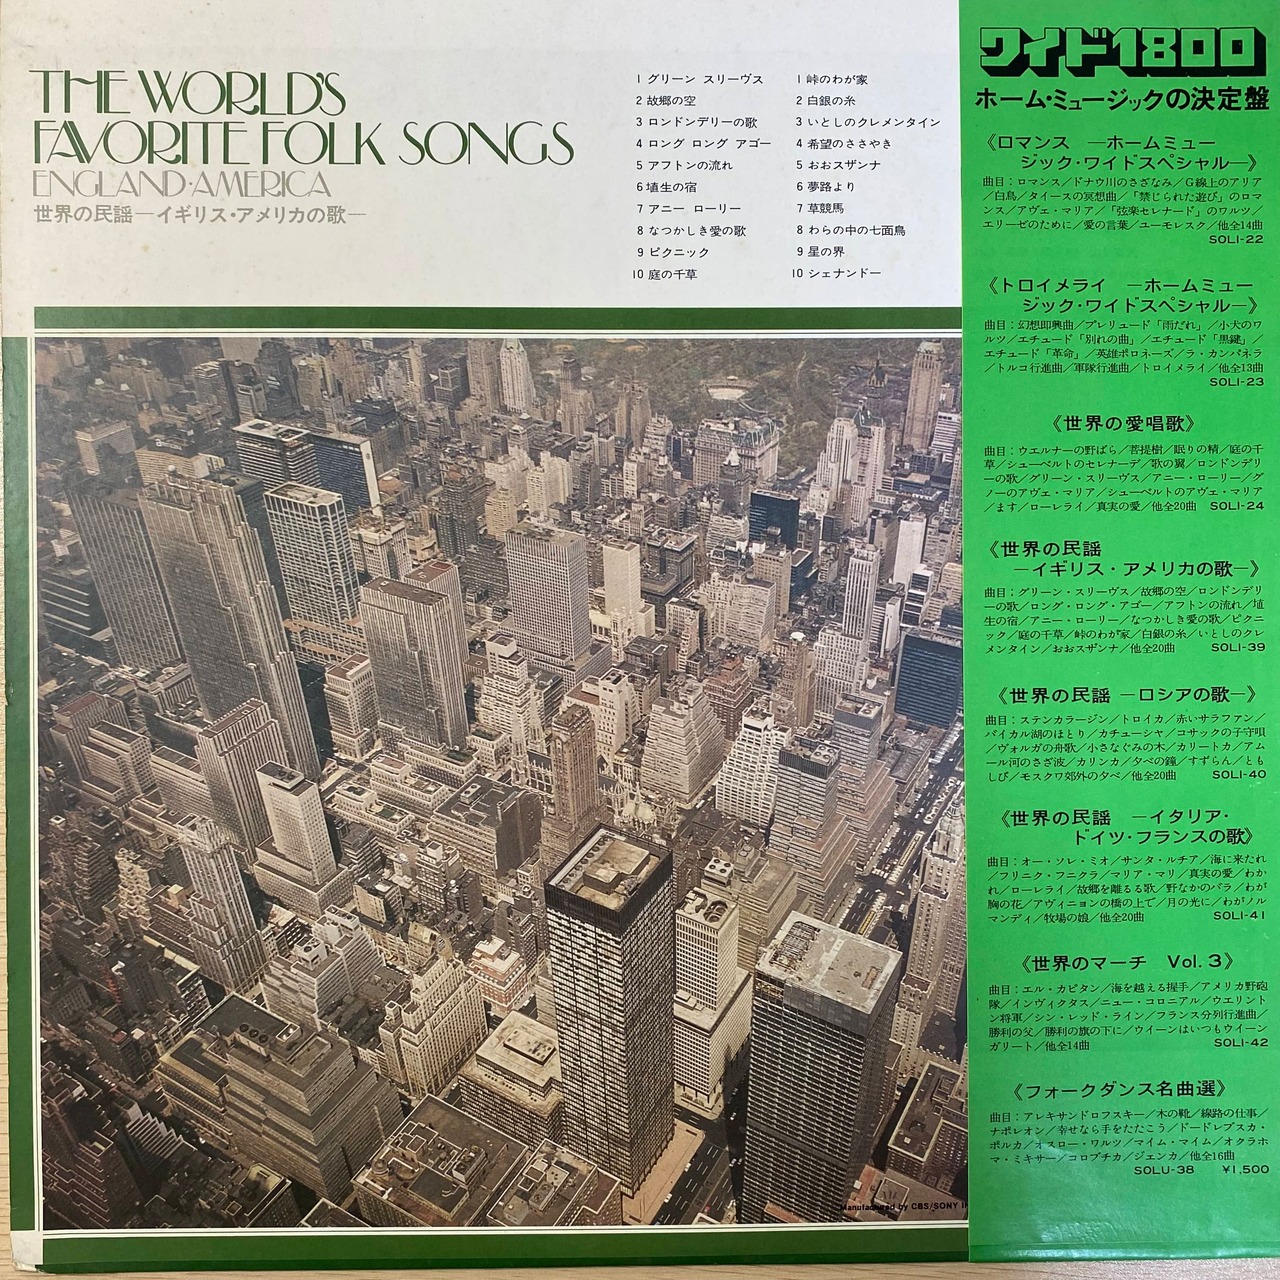 THE WORLD'S
FAVORITE FOLK SONGS
ENGLAND·AMERICA
世界の民謡―イギリス・アメリカの歌―
1 グリーン スリーヴス
2 故郷の空
3 ロンドンデリーの歌
4 ロング ロング アゴー
5 アフトンの流れ
6 埴生の宿
7 アニー ローリー
8 なつかしき愛の歌
9 ピクニック
10 庭の千草
1 峠のわが家
2 白銀の糸
3 いとしのクレメンタイン
4 希望のささやき
5 おおスザンナ
6 夢路より
7 草競馬
8 わらの中の七面鳥
9 星の界
10 シェナンドー
Manufactured by CBS/SONY
ワイド1800
ホーム・ミュージックの決定盤
《ロマンス ―ホームミュー
ジック・ワイドスペシャル―》
曲目：ロマンス／ドナウ川のさざなみ／G線上のアリア
／白鳥／タイースの冥想曲／「禁じられた遊び」のロマ
ンス／アヴェ・マリア／「弦楽セレナード」のワルツ／
エリーゼのために／愛の言葉／ユーモレスク／他全14曲
SOLI-22
《トロイメライ ―ホームミュー
ジック・ワイドスペシャル―》
曲目：幻想即興曲／プレリュード「雨だれ」／小犬のワ
ルツ／エチュード「別れの曲」／エチュード「黒鍵」／
エチュード「革命」／英雄ポロネーズ／ラ・カンパネラ
／トルコ行進曲／軍隊行進曲／トロイメライ／他全13曲
SOLI-23
《世界の愛唱歌》
曲目：ウエルナーの野ばら／菩提樹／眠りの精／庭の千
草／シューベルトのセレナーデ／歌の翼／ロンドンデリ
ーの歌／グリーン・スリーヴス／アニー・ローリー／グ
ノーのアヴェ・マリア／シューベルトのアヴェ・マリア
／ます／ローレライ／真実の愛／他全20曲 SOLI-24
《世界の民謡
―イギリス・アメリカの歌―》
曲目：グリーン・スリーヴス／故郷の空／ロンドンデリ
ーの歌／ロング・ロング・アゴー／アフトンの流れ／埴
生の宿／アニー・ローリー／なつかしき愛の歌／ピクニ
ック／庭の千草／峠のわが家／白銀の糸／いとしのクレ
メンタイン／おおスザンナ／他全20曲 SOLI-39
《世界の民謡 ―ロシアの歌―》
曲目：ステンカラージン／トロイカ／赤いサラファン／
バイカル湖のほとり／カチューシャ／コサックの子守唄
／ヴォルガの舟歌／小さなぐみの木／カリートカ／アム
ール河のさざ波／カリンカ／夕べの鐘／すずらん／とも
しび／モスクワ郊外の夕べ／他全20曲 SOLI-40
《世界の民謡 ―イタリア・
ドイツ・フランスの歌》
曲目：オー・ソレ・ミオ／サンタ・ルチア／海に来たれ
／フリニク・フニクラ／マリア・マリ／真実の愛／わか
れ／ローレライ／故郷を離るる歌／野なかのバラ／わが
胸の花／アヴィニョンの橋の上で／月の光に／わがノル
マンディ／牧場の娘／他全20曲 SOLI-41
《世界のマーチ Vol.3》
曲目：エル・カピタン／海を越える握手／アメリカ野砲
隊／インヴィクタス／ニュー・コロニアル／ウエリント
ン将軍／シン・レッド・ライン／フランス分列行進曲／
勝利の父／勝利の旗の下に／ウイーンはいつもウイーン
ガリート／他全14曲 SOLI-42
《フォークダンス名曲選》
曲目：アレキサンドロフスキー／木の靴／線路の仕事／
ナポレオン／幸せなら手をたたこう／ドードレブスカ・
ポルカ／オスロー・ワルツ／マイム・マイム／オクラホ
マ・ミキサー／コロブチカ／ジェンカ／他全16曲
SOLU-38 ¥1,500